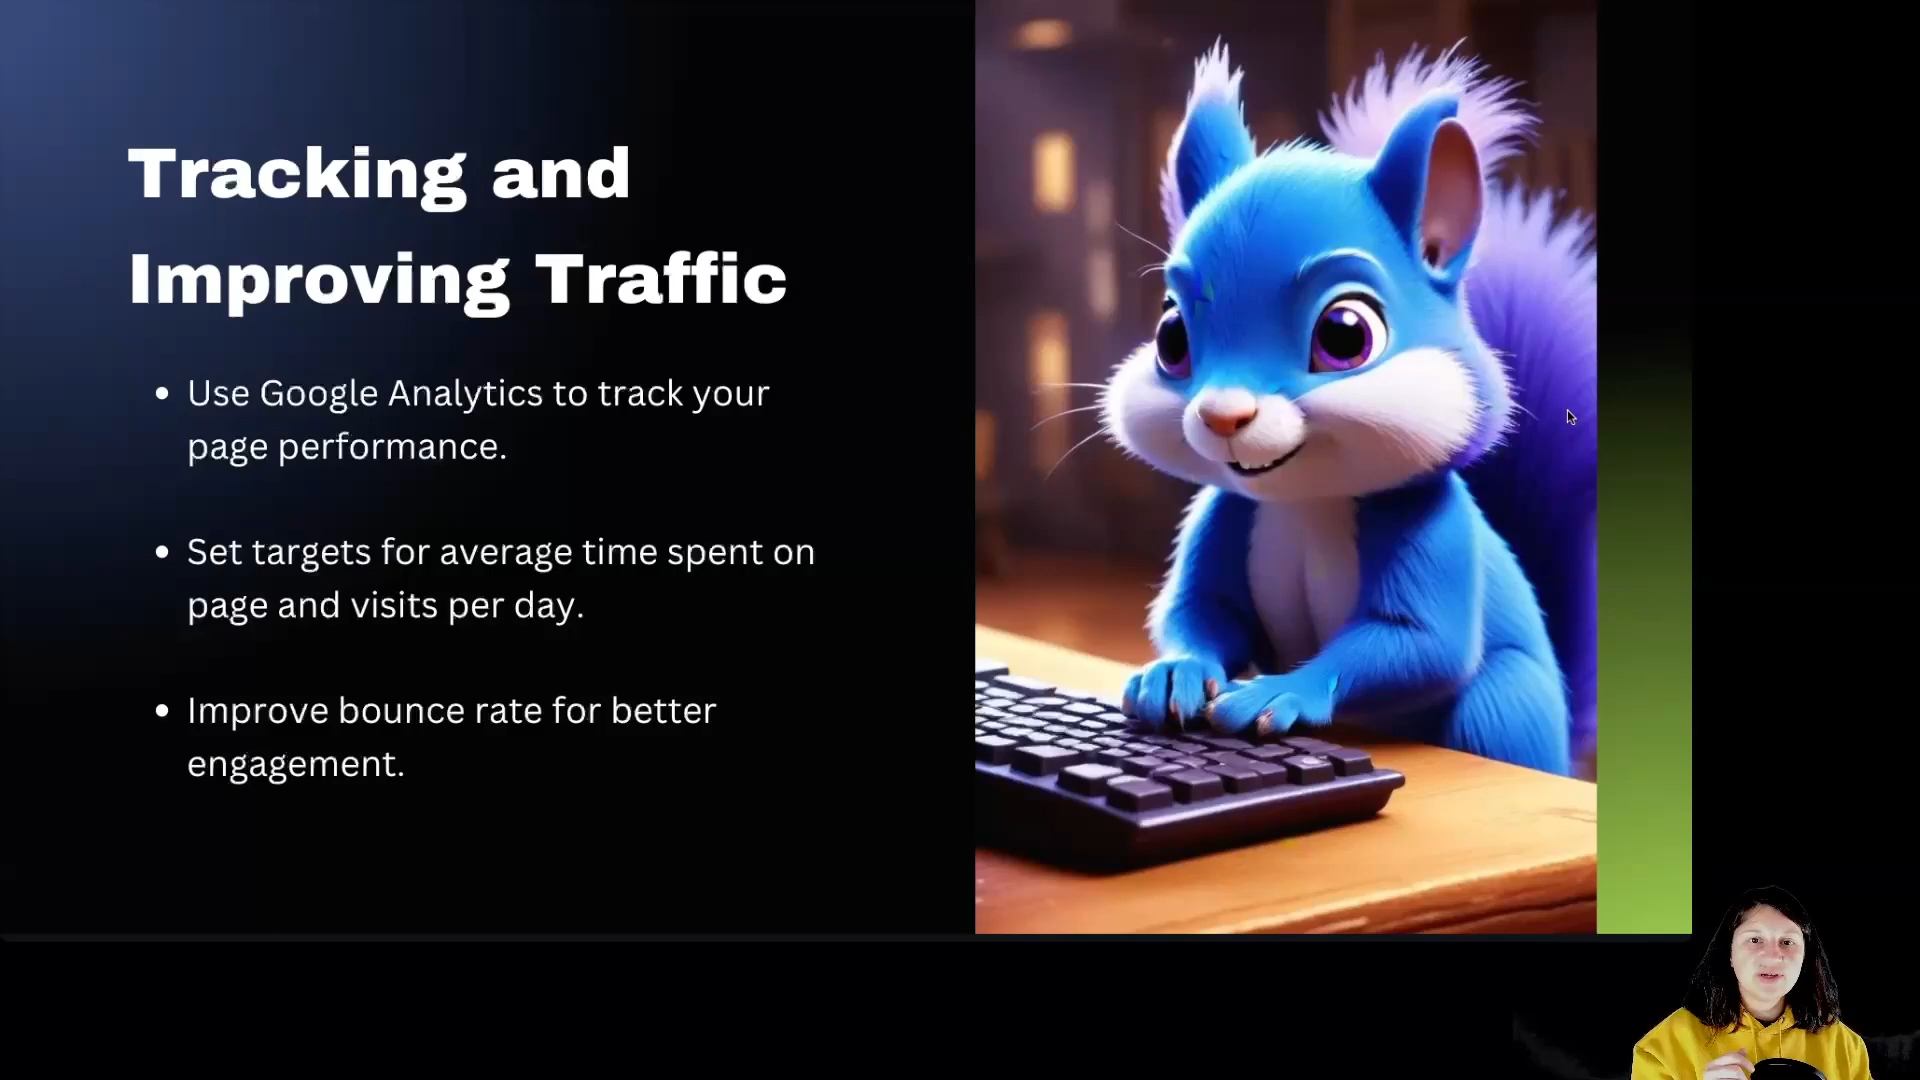 Tracking and
Improving Traffic
• Use Google Analytics to track your
page performance.
• Set targets for average time spent on
page and visits per day.
• Improve bounce rate for better
engagement.